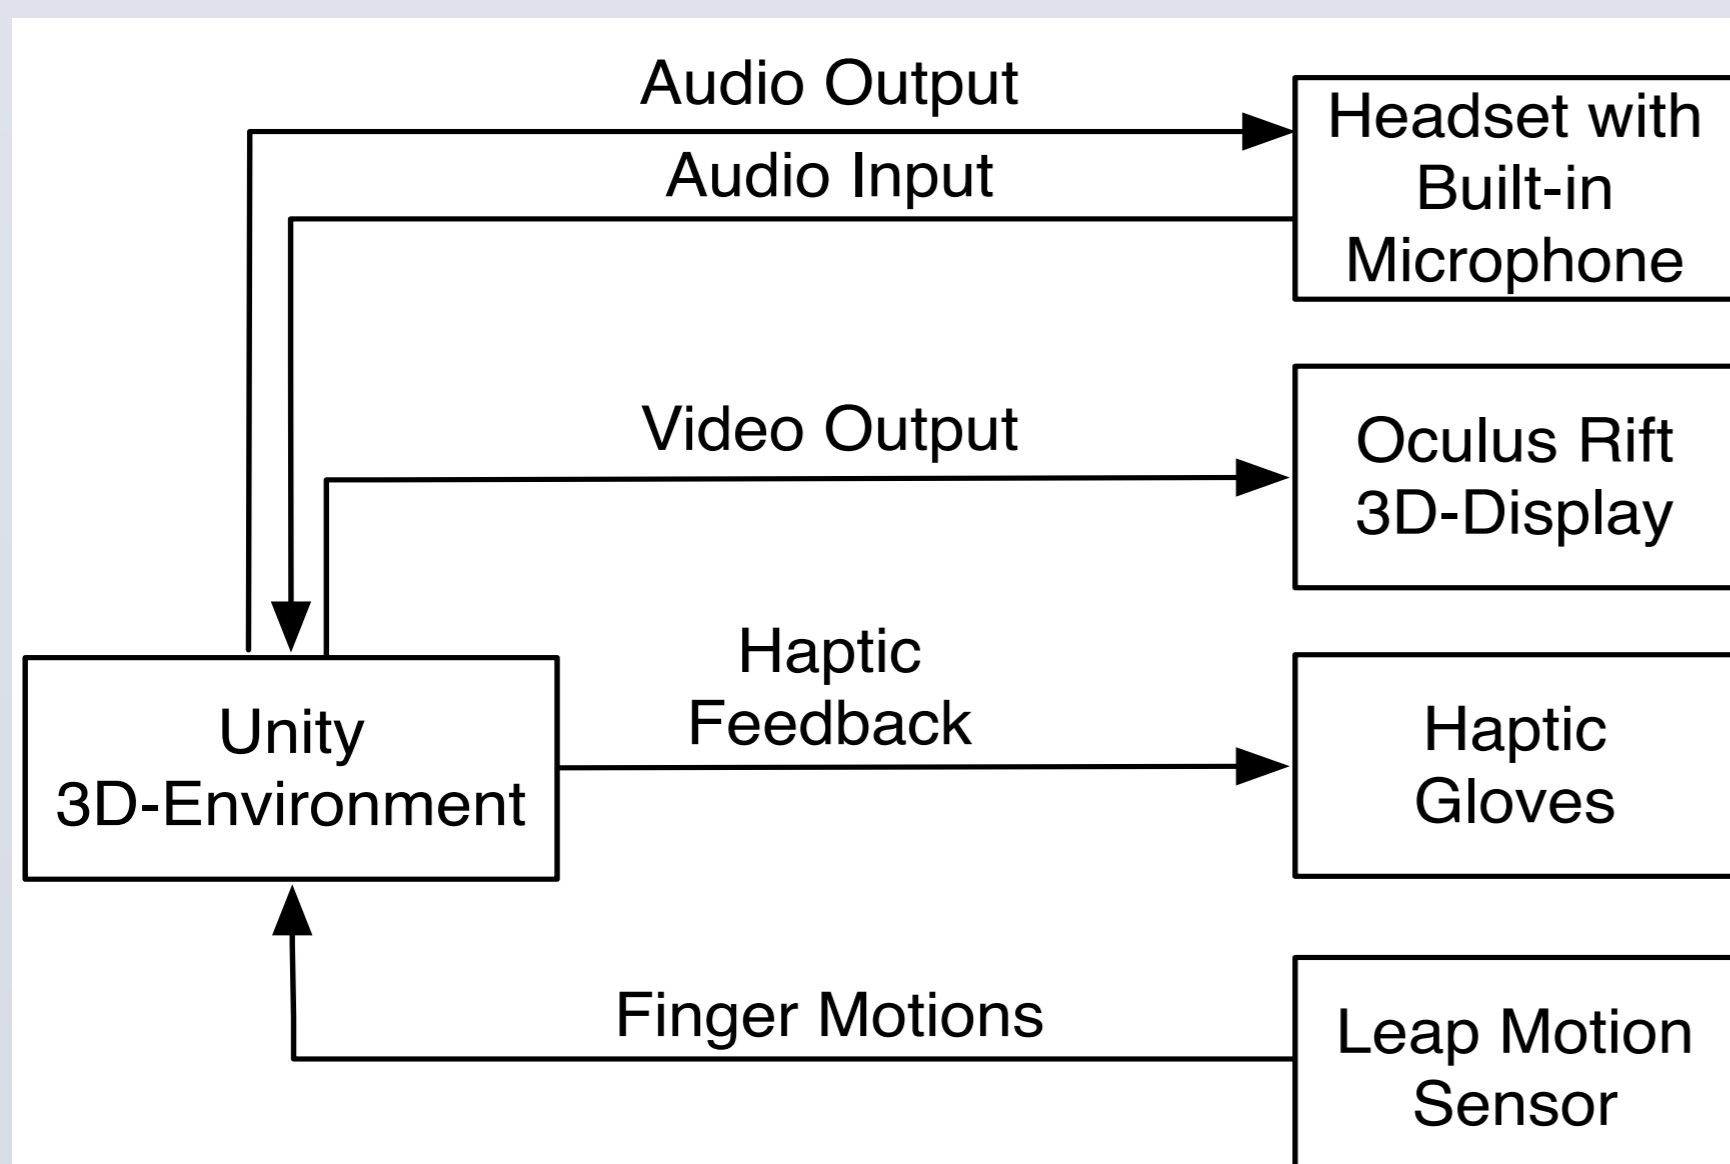 Audio Output
Audio Input
Headset with
Built-in
Microphone
Video Output
Oculus Rift
3D-Display
Haptic
Feedback
Unity
3D-Environment
Haptic
Gloves
Finger Motions
Leap Motion
Sensor